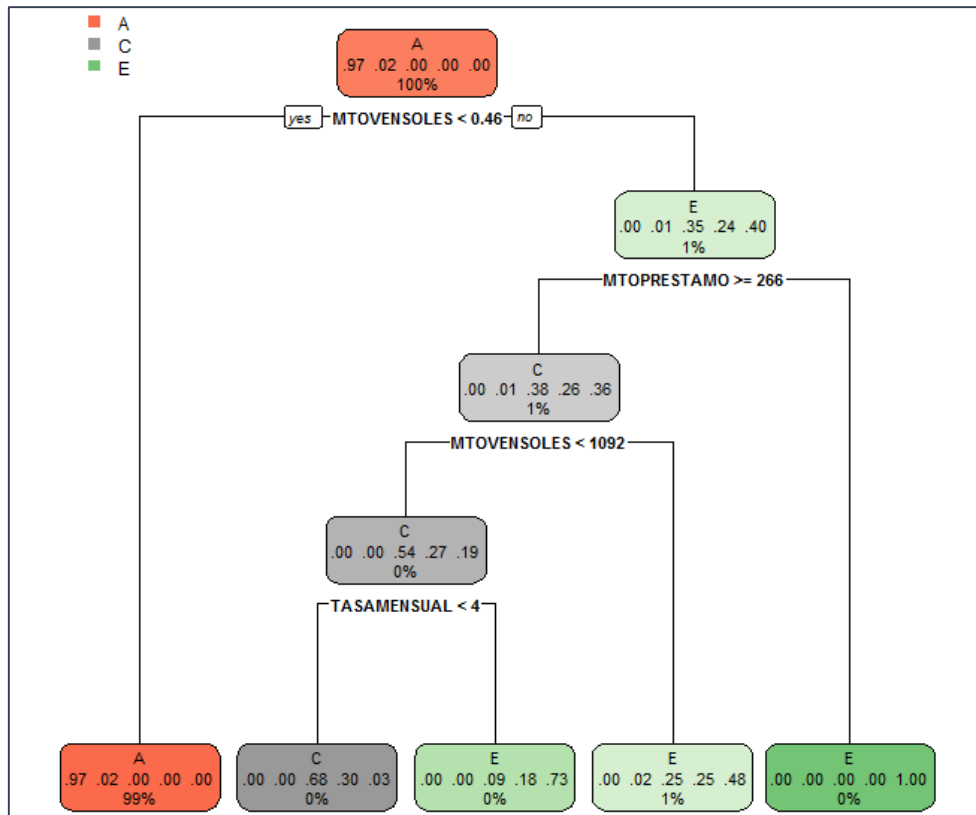 A
C
E
A
.97 .02 .00 .00 .00
100%
yes MTOVENSOLES < 0.46 no
E
.00 .01 .35 .24 .40
1%
MTOPRESTAMO >= 266
C
.00 .01 .38 .26 .36
1%
MTOVENSOLES < 1092
C
.00 .00 .54 .27 .19
0%
TASAMENSUAL < 4
A
.97 .02 .00 .00 .00
99%
C
.00 .00 .68 .30 .03
0%
E
.00 .00 .09 .18 .73
0%
E
.00 .02 .25 .25 .48
1%
E
.00 .00 .00 .00 1.00
0%